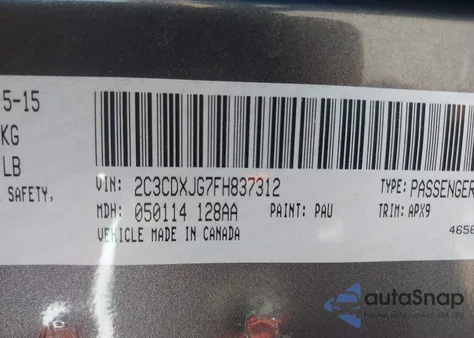 5-15
KG
LB
SAFETY,
VIN: 2C3CDXJG7FH837312 TYPE: PASSENGER
MDH: 050114 128AA PAINT: PAU TRIM: APX9
VEHICLE MADE IN CANADA 4658
autoSnap